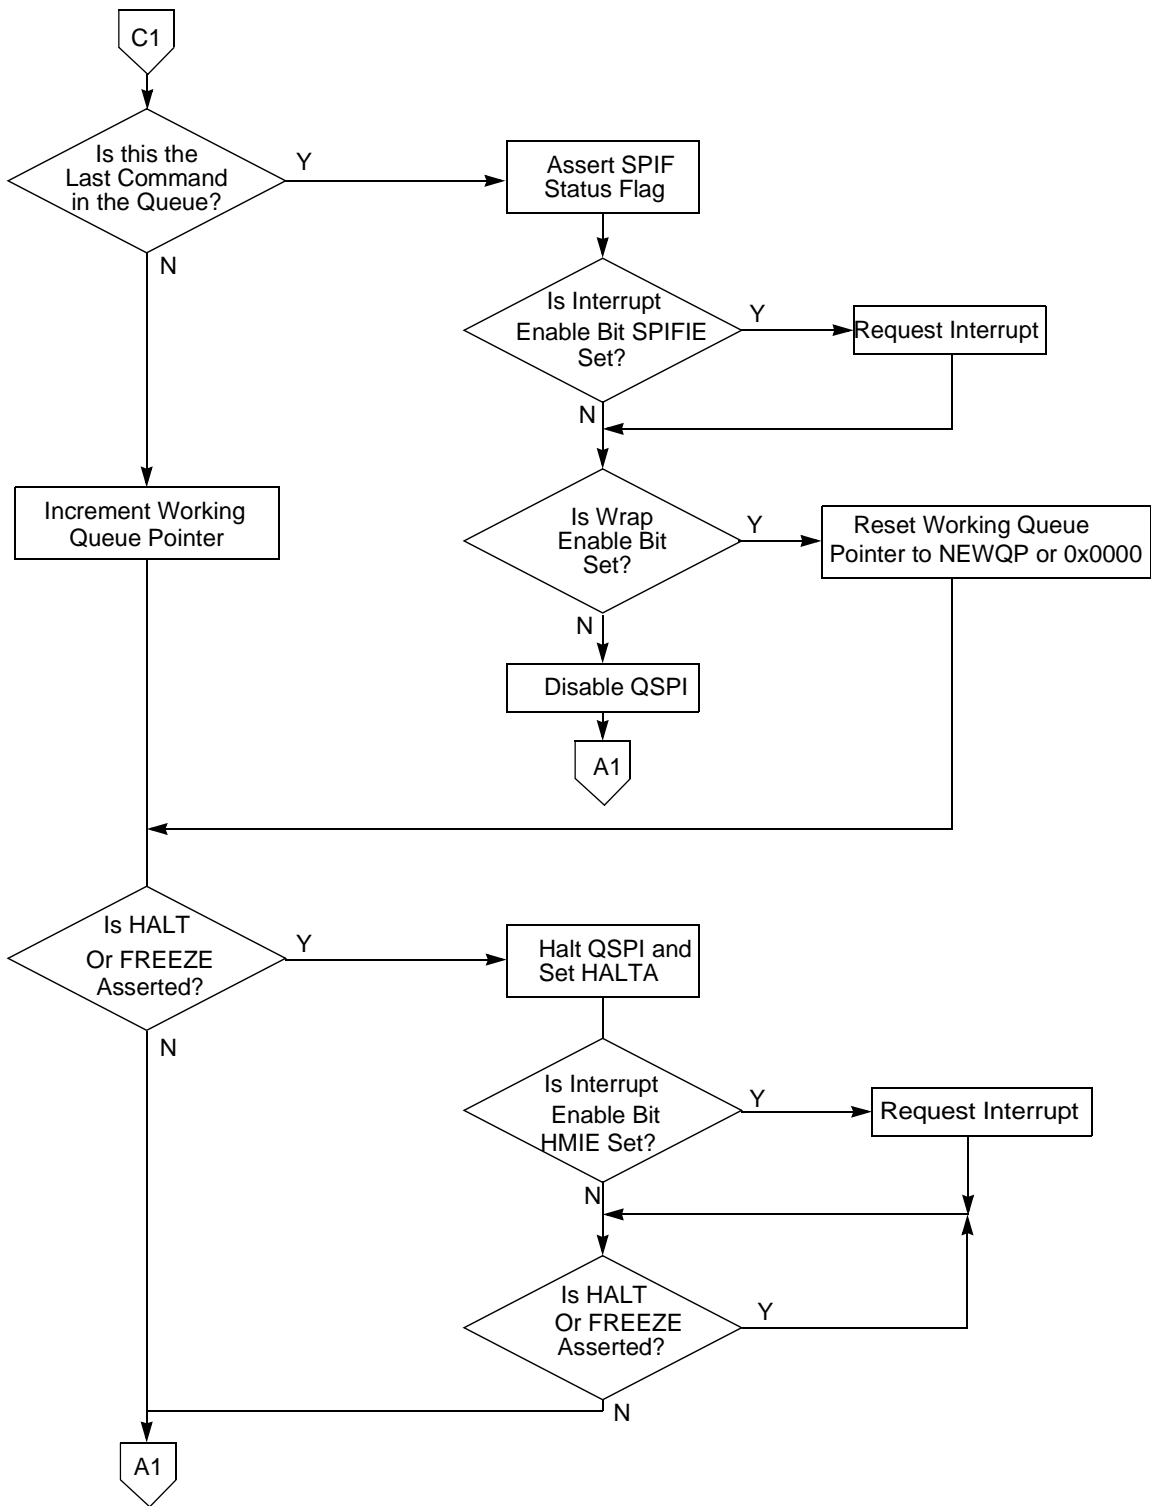 C1
Is this the
Last Command
in the Queue?
Y
Assert SPIF
Status Flag
N
Is Interrupt
Enable Bit SPIFIE
Set?
Y
Request Interrupt
N
Increment Working
Queue Pointer
Is Wrap
Enable Bit
Set?
Y
Reset Working Queue
Pointer to NEWQP or 0x0000
N
Disable QSPI
A1
Is HALT
Or FREEZE
Asserted?
Y
Halt QSPI and
Set HALTA
N
Is Interrupt
Enable Bit
HMIE Set?
Y
Request Interrupt
N
Is HALT
Or FREEZE
Asserted?
Y
N
A1